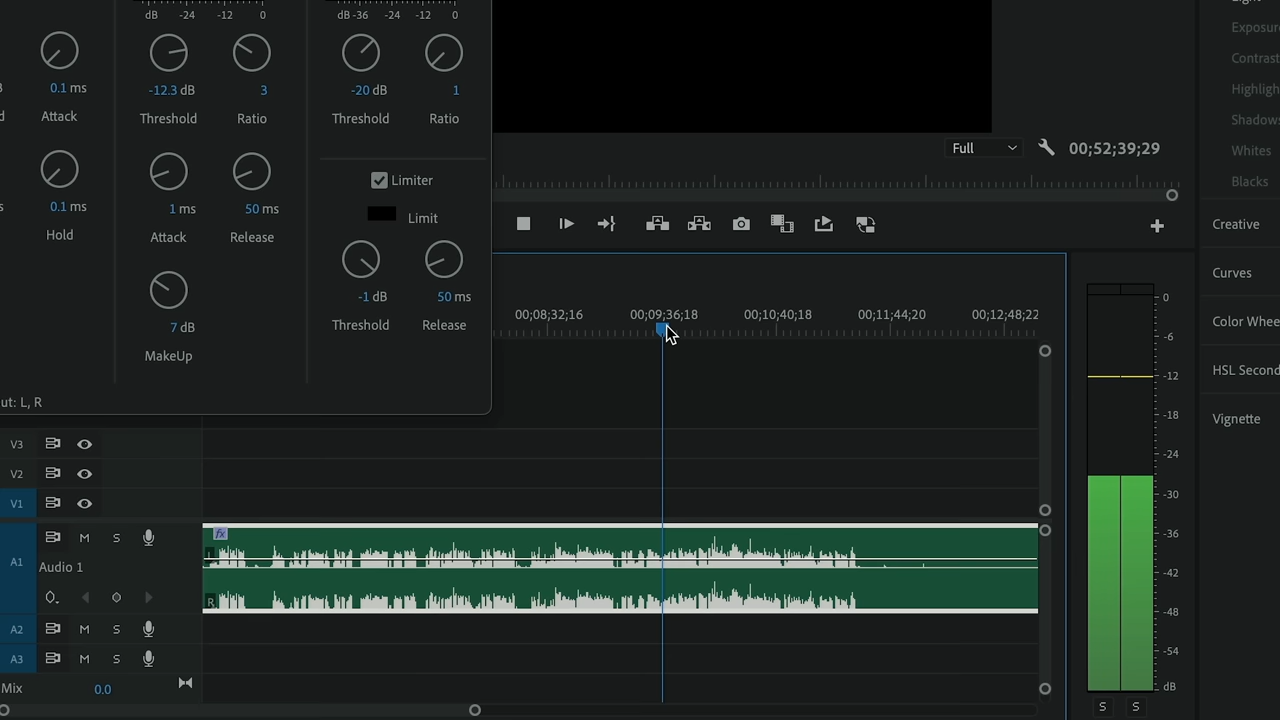 dB -24 -12 0
dB -36 -24 -12 0
0.1 ms
Attack
-12.3 dB
3
-20 dB
1
Threshold
Ratio
Threshold
Ratio
0.1 ms
Hold
1 ms
50 ms
Attack
Release
Limiter
Limit
7 dB
MakeUp
-1 dB
50 ms
Threshold
Release
ut: L, R
Full
00;52;39;29
00;08;32;16 00;09;36;18 00;10;40;18 00;11;44;20 00;12;48;22
V3
V2
V1
fx
A1
M
S
Audio 1
L
R
A2
M
S
A3
M
S
Mix
0.0
0
-6
-12
-18
-24
-30
-36
-42
-48
-54
dB
S S
Exposur
Contrast
Highligh
Shadows
Whites
Blacks
Creative
Curves
Color Whee
HSL Second
Vignette